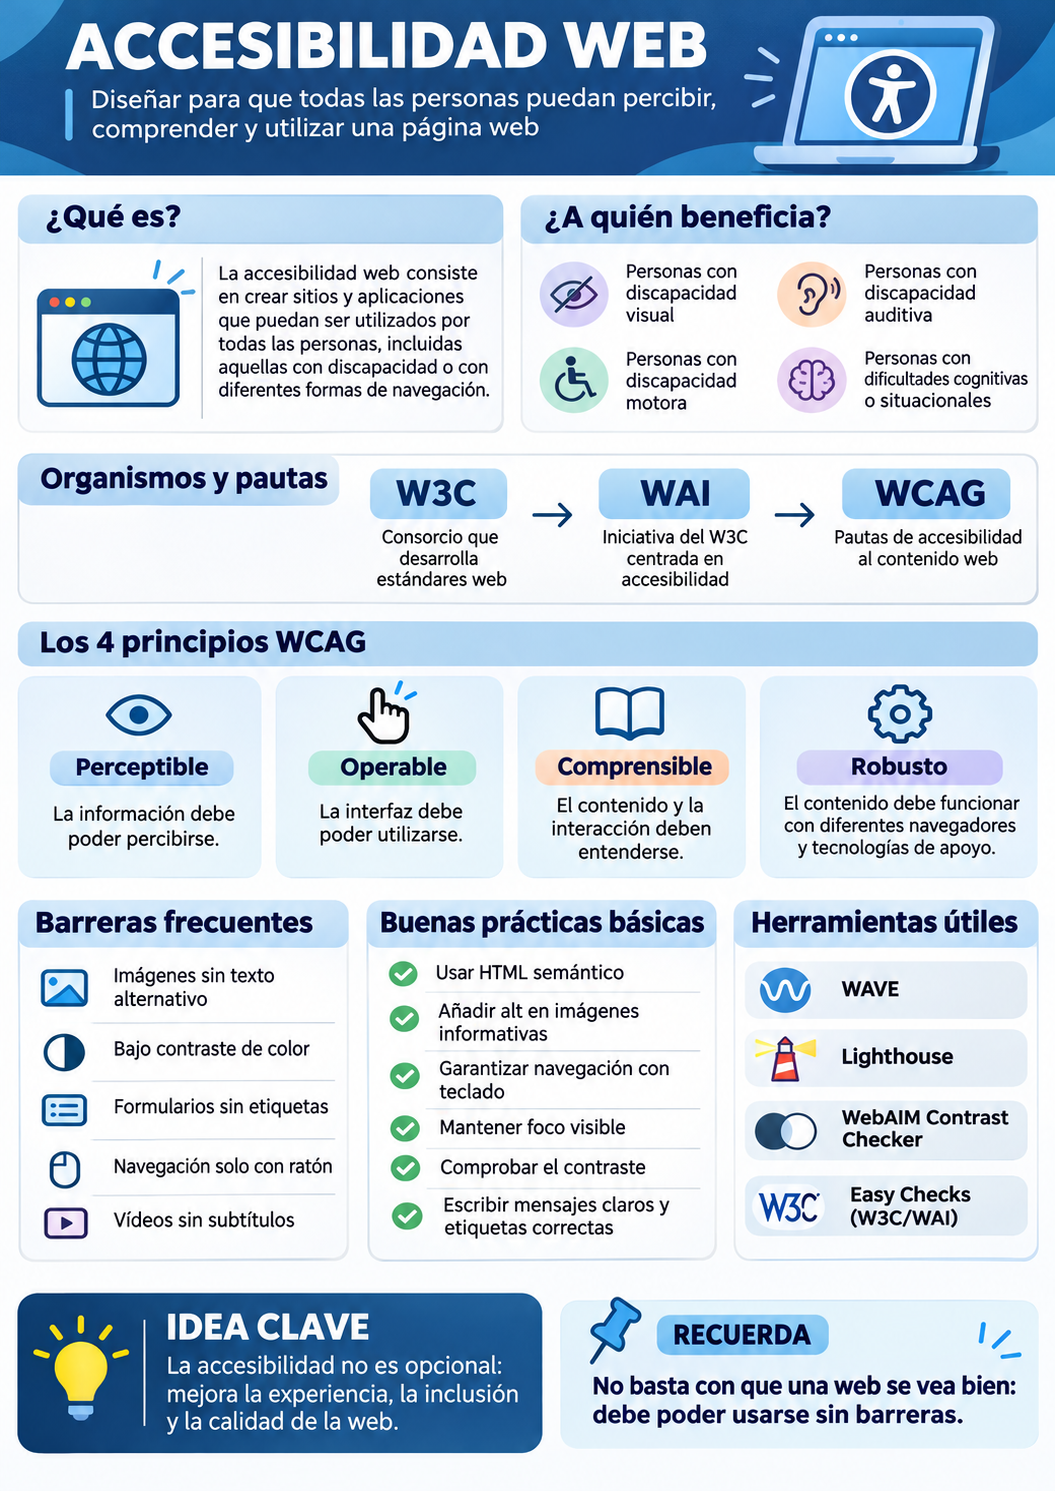 ACCESIBILIDAD WEB
Diseñar para que todas las personas puedan percibir,
comprender y utilizar una página web
¿Qué es?
La accesibilidad web consiste
en crear sitios y aplicaciones
que puedan ser utilizados por
todas las personas, incluidas
aquellas con discapacidad o con
diferentes formas de navegación.
¿A quién beneficia?
Personas con
discapacidad
visual
Personas con
discapacidad
auditiva
Personas con
discapacidad
motora
Personas con
dificultades cognitivas
o situacionales
Organismos y pautas
W3C
Consorcio que
desarrolla
estándares web
WAI
Iniciativa del W3C
centrada en
accesibilidad
WCAG
Pautas de accesibilidad
al contenido web
Los 4 principios WCAG
Perceptible
La información debe
poder percibirse.
Operable
La interfaz debe
poder utilizarse.
Comprensible
El contenido y la
interacción deben
entenderse.
Robusto
El contenido debe funcionar
con diferentes navegadores
y tecnologías de apoyo.
Barreras frecuentes
Imágenes sin texto
alternativo
Bajo contraste de color
Formularios sin etiquetas
Navegación solo con ratón
Vídeos sin subtítulos
Buenas prácticas básicas
Usar HTML semántico
Añadir alt en imágenes
informativas
Garantizar navegación con
teclado
Mantener foco visible
Comprobar el contraste
Escribir mensajes claros y
etiquetas correctas
Herramientas útiles
WAVE
Lighthouse
WebAIM Contrast
Checker
W3C
Easy Checks
(W3C/WAI)
IDEA CLAVE
La accesibilidad no es opcional:
mejora la experiencia, la inclusión
y la calidad de la web.
RECUERDA
No basta con que una web se vea bien:
debe poder usarse sin barreras.